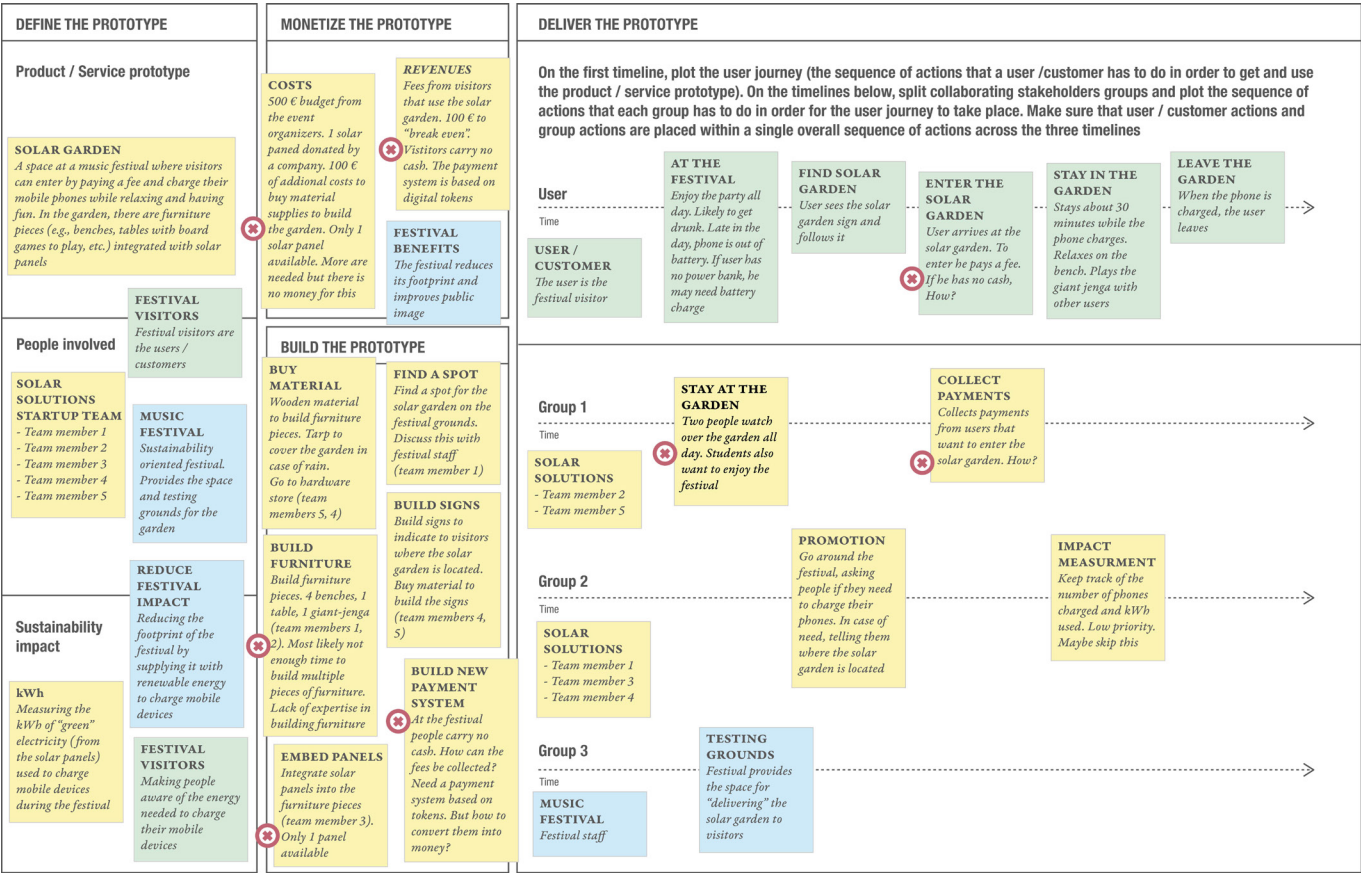 DEFINE THE PROTOTYPE
Product / Service prototype
SOLAR GARDEN
A space at a music festival where visitors
can enter by paying a fee and charge their
mobile phones while relaxing and having
fun. In the garden, there are furniture
pieces (e.g., benches, tables with board
games to play, etc.) integrated with solar
panels
FESTIVAL
VISITORS
Festival visitors are
the users /
customers
People involved
SOLAR
SOLUTIONS
STARTUP TEAM
- Team member 1
- Team member 2
- Team member 3
- Team member 4
- Team member 5
MUSIC
FESTIVAL
Sustainability
oriented festival.
Provides the space
and testing
grounds for the
garden
REDUCE
FESTIVAL
IMPACT
Reducing the
footprint of the
festival by
supplying it with
renewable energy
to charge mobile
devices
Sustainability
impact
kWh
Measuring the
kWh of “green”
electricity (from
the solar panels)
used to charge
mobile devices
during the festival
FESTIVAL
VISITORS
Making people
aware of the energy
needed to charge
their mobile
devices
MONETIZE THE PROTOTYPE
COSTS
500 € budget from
the event
organizers. 1 solar
paned donated by
a company. 100 €
of addional costs to
buy material
supplies to build
the garden. Only 1
solar panel
available. More are
needed but there is
no money for this
REVENUES
Fees from visitors
that use the solar
garden. 100 € to
“break even”.
Vistitors carry no
cash. The payment
system is based on
digital tokens
FESTIVAL
BENEFITS
The festival reduces
its footprint and
improves public
image
BUILD THE PROTOTYPE
BUY
MATERIAL
Wooden material
to build furniture
pieces. Tarp to
cover the garden in
case of rain.
Go to hardware
store (team
members 5, 4)
FIND A SPOT
Find a spot for the
solar garden on the
festival grounds.
Discuss this with
festival staff
(team member 1)
BUILD SIGNS
Build signs to
indicate to visitors
where the solar
garden is located.
Buy material to
build the signs
(team members 4,
5)
BUILD
FURNITURE
Build furniture
pieces. 4 benches, 1
table, 1 giant-jenga
(team members 1,
2). Most likely not
enough time to
build multiple
pieces of furniture.
Lack of expertise in
building furniture
BUILD NEW
PAYMENT
SYSTEM
At the festival
people carry no
cash. How can the
fees be collected?
Need a payment
system based on
tokens. But how to
convert them into
money?
EMBED PANELS
Integrate solar
panels into the
furniture pieces
(team member 3).
Only 1 panel
available
DELIVER THE PROTOTYPE
On the first timeline, plot the user journey (the sequence of actions that a user /customer has to do in order to get and use
the product / service prototype). On the timelines below, split collaborating stakeholders groups and plot the sequence of
actions that each group has to do in order for the user journey to take place. Make sure that user / customer actions and
group actions are placed within a single overall sequence of actions across the three timelines
User
Time
USER /
CUSTOMER
The user is the
festival visitor
AT THE
FESTIVAL
Enjoy the party all
day. Likely to get
drunk. Late in the
day, phone is out of
battery. If user has
no power bank, he
may need battery
charge
FIND SOLAR
GARDEN
User sees the solar
garden sign and
follows it
ENTER THE
SOLAR
GARDEN
User arrives at the
solar garden. To
enter he pays a fee.
If he has no cash,
How?
STAY IN THE
GARDEN
Stays about 30
minutes while the
phone charges.
Relaxes on the
bench. Plays the
giant jenga with
other users
LEAVE THE
GARDEN
When the phone is
charged, the user
leaves
Group 1
Time
SOLAR
SOLUTIONS
- Team member 2
- Team member 5
STAY AT THE
GARDEN
Two people watch
over the garden all
day. Students also
want to enjoy the
festival
COLLECT
PAYMENTS
Collects payments
from users that
want to enter the
solar garden. How?
Group 2
Time
SOLAR
SOLUTIONS
- Team member 1
- Team member 3
- Team member 4
PROMOTION
Go around the
festival, asking
people if they need
to charge their
phones. In case of
need, telling them
where the solar
garden is located
IMPACT
MEASURMENT
Keep track of the
number of phones
charged and kWh
used. Low priority.
Maybe skip this
Group 3
Time
MUSIC
FESTIVAL
Festival staff
TESTING
GROUNDS
Festival provides
the space for
“delivering” the
solar garden to
visitors